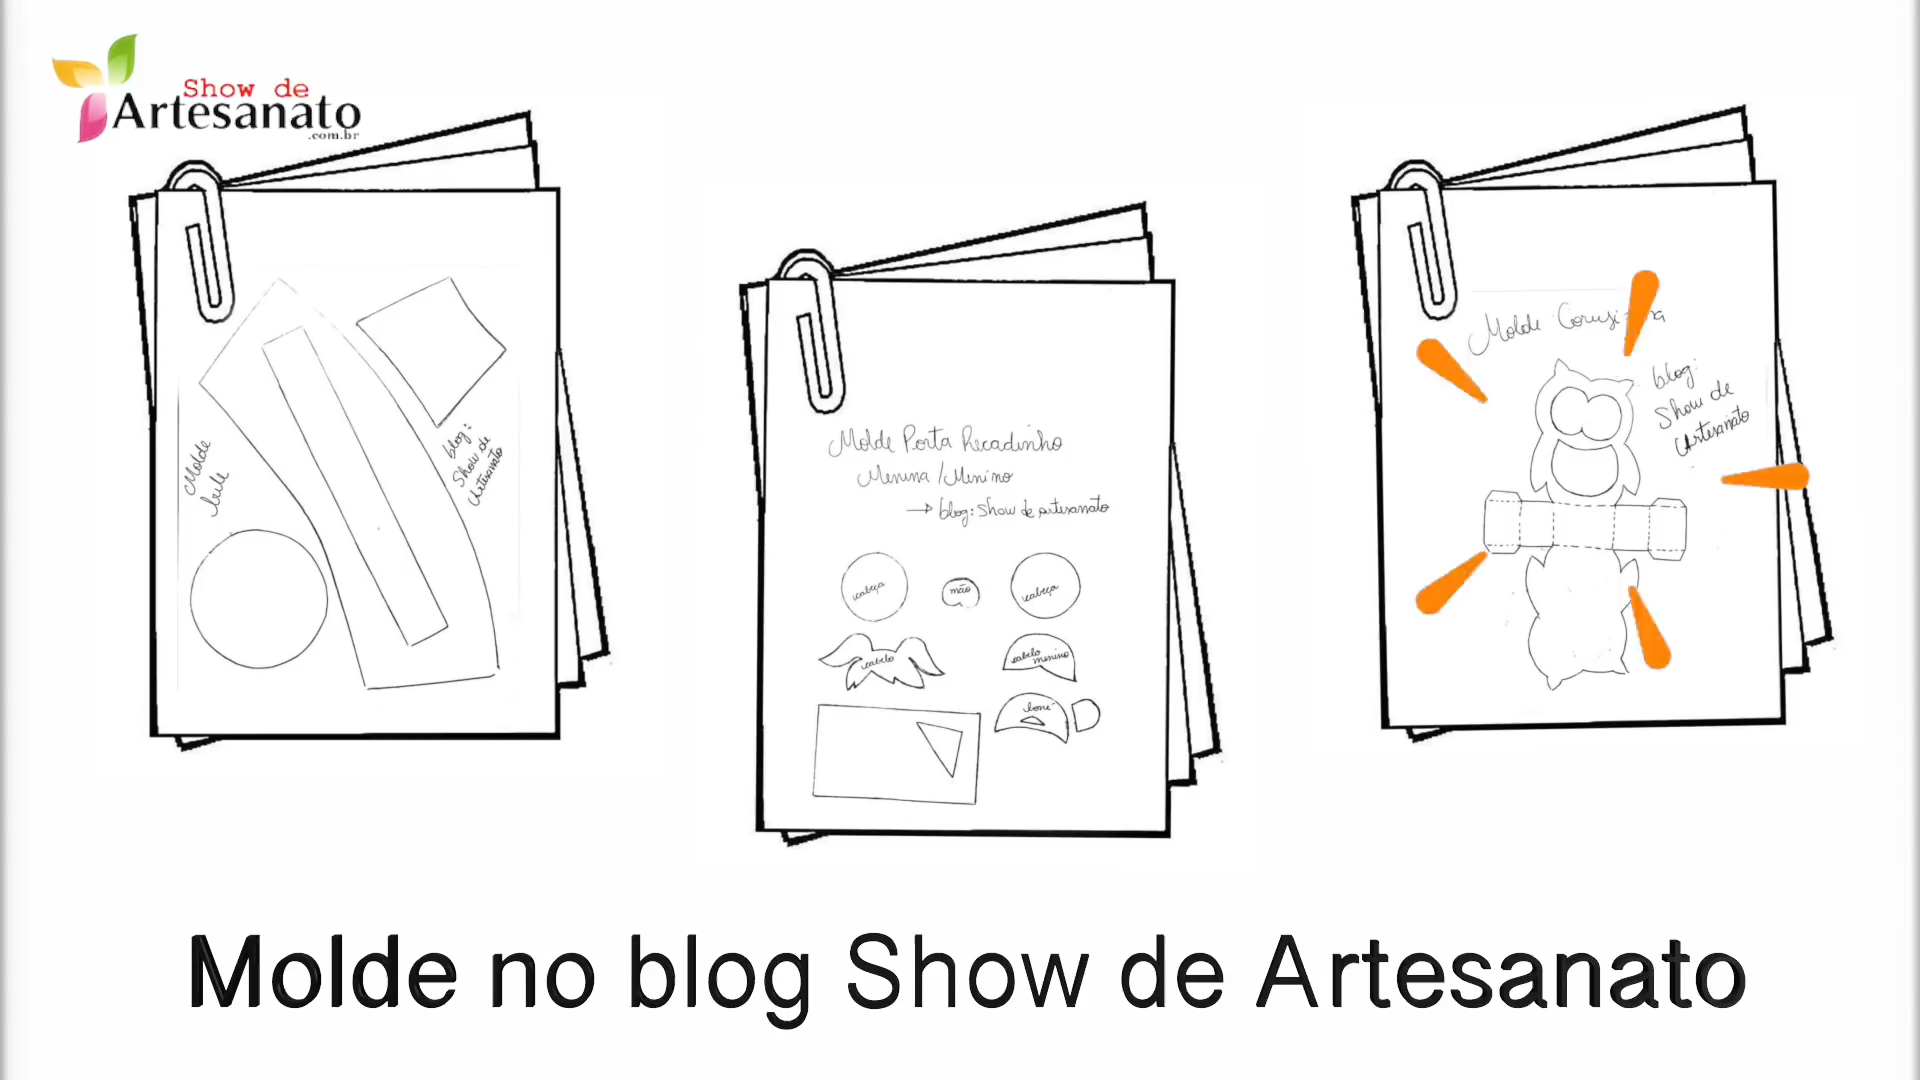 Show de
Artesanato
.com.br
Molde
bule
blog:
Show de
Artesanato
Molde Porta Recadinho
Menina / Menino
→ blog: Show de artesanato
cabeça
mão
cabeça
cabelo
cabelo
menino
boné
Molde
blog:
Show de
Artesanato
Molde no blog Show de Artesanato